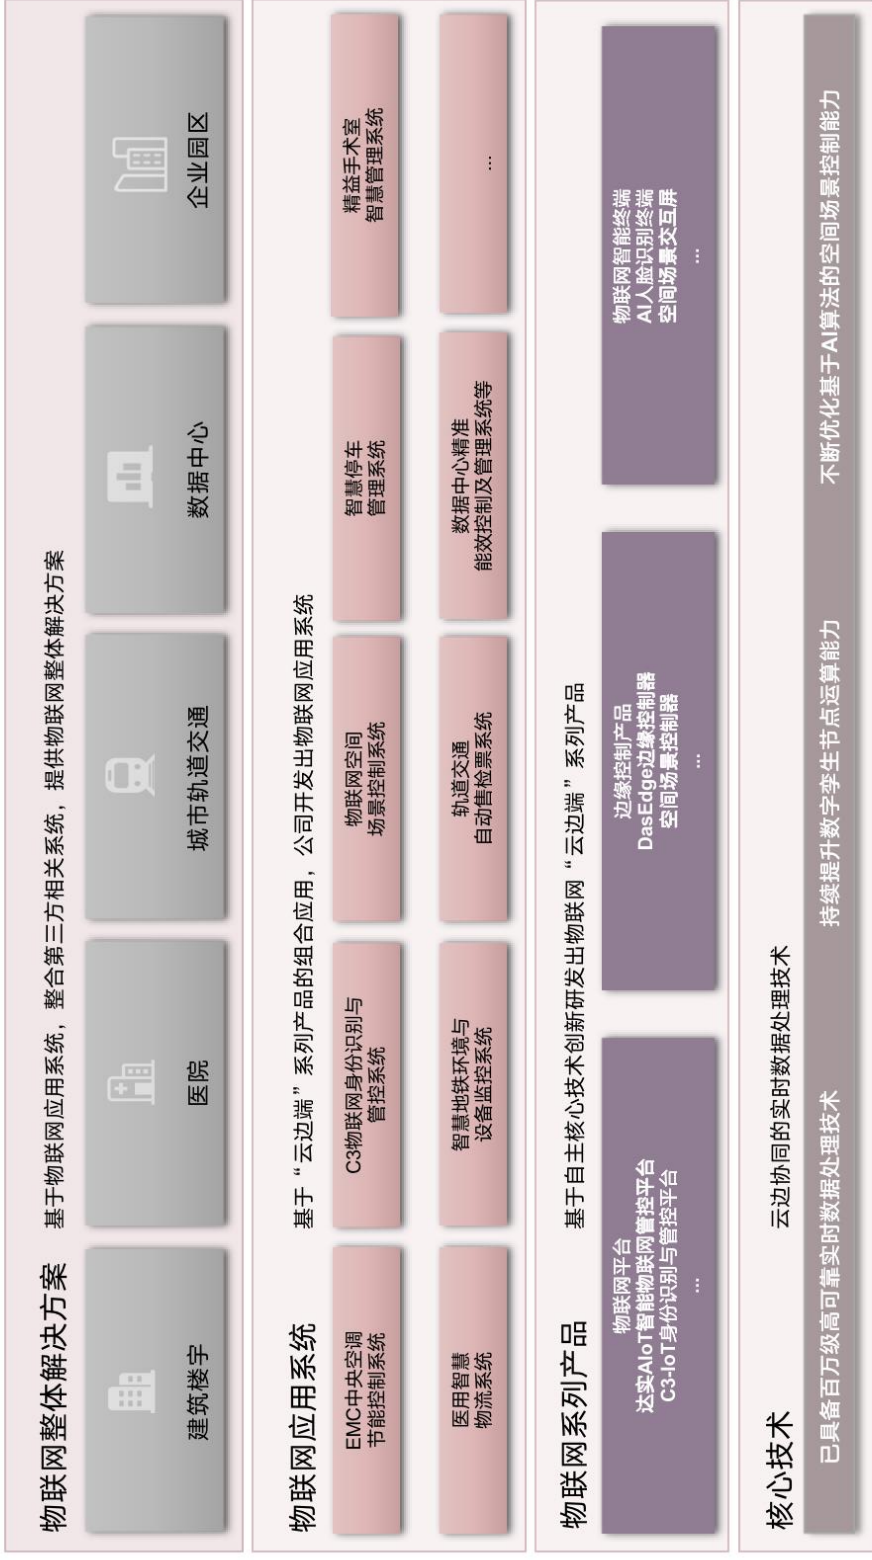 物联网整体解决方案
基于物联网应用系统，整合第三方相关系统，提供物联网整体解决方案
建筑楼宇
医院
城市轨道交通
数据中心
企业园区
物联网应用系统
基于“云边端”系列产品的组合应用，公司开发出物联网应用系统
EMC中央空调
节能控制系统
C3物联网身份识别与
管控系统
物联网空间
场景控制系统
智慧停车
管理系统
精益手术室
智慧管理系统
医用智慧
物流系统
智慧地铁环境与
设备监控系统
轨道交通
自动售检票系统
数据中心精准
能效控制及管理系统等
...
物联网系列产品
基于自主核心技术创新研发出物联网“云边端”系列产品
物联网平台
达实AIoT智能物联网管控平台
C3-IoT身份识别与管控平台
...
边缘控制产品
DasEdge边缘控制器
空间场景控制器
...
物联网智能终端
AI人脸识别终端
空间场景交互屏
...
核心技术
云边协同的实时数据处理技术
已具备百万级高可靠实时数据处理技术
持续提升数字孪生节点运算能力
不断优化基于AI算法的空间场景控制能力